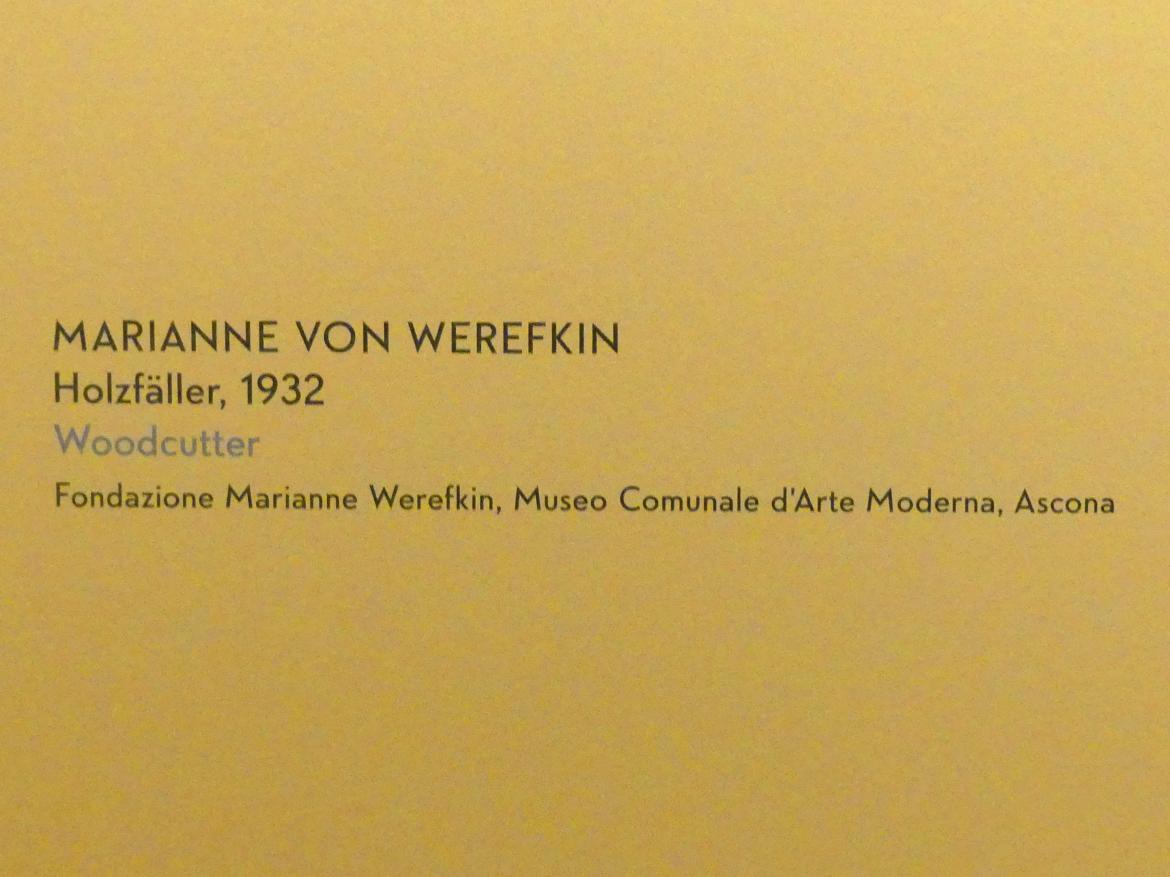 MARIANNE VON WEREFKIN
Holzfäller, 1932
Woodcutter
Fondazione Marianne Werefkin, Museo Comunale d'Arte Moderna, Ascona